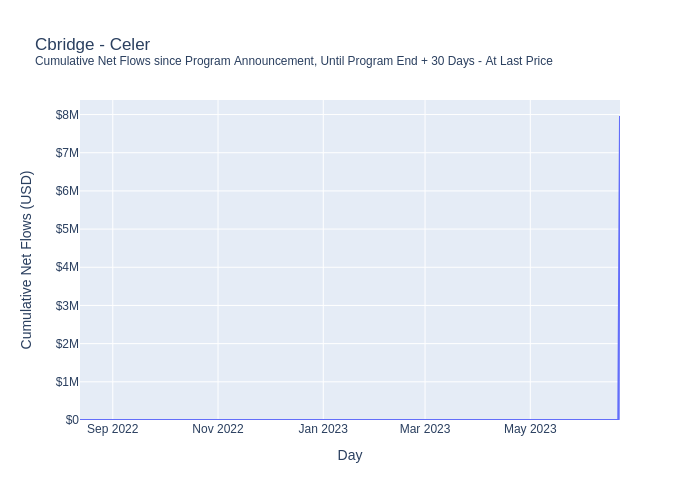 Cbridge - Celer
Cumulative Net Flows since Program Announcement, Until Program End + 30 Days - At Last Price
Cumulative Net Flows (USD)
$8M
$7M
$6M
$5M
$4M
$3M
$2M
$1M
$0
Sep 2022
Nov 2022
Jan 2023
Mar 2023
May 2023
Day